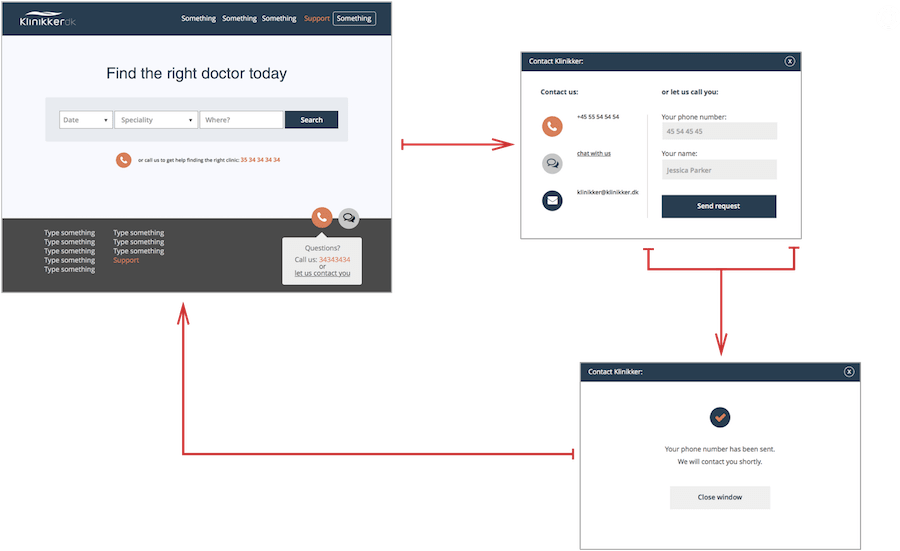 Klinikker.dk
Something Something Something Support Something
Find the right doctor today
Date Speciality Where? Search
or call us to get help finding the right clinic: 35 34 34 34 34
Type something Type something
Type something Type something
Type something Type something
Type something Support
Type something
Questions?
Call us: 34343434
or
let us contact you
Contact Klinikker: X
Contact us: or let us call you:
+45 55 54 54 54
chat with us
klinikker@klinikker.dk
Your phone number:
45 54 45 45
Your name:
Jessica Parker
Send request
Contact Klinikker: X
Your phone number has been sent.
We will contact you shortly.
Close window